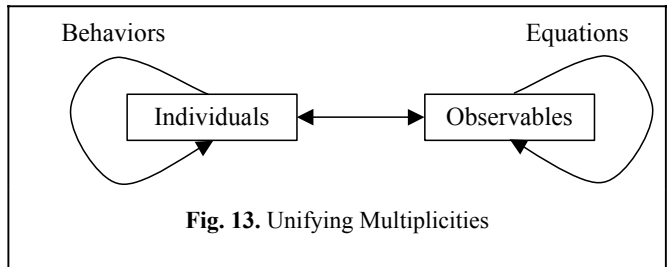 Behaviors
Equations
Individuals
Observables
Fig. 13. Unifying Multiplicities